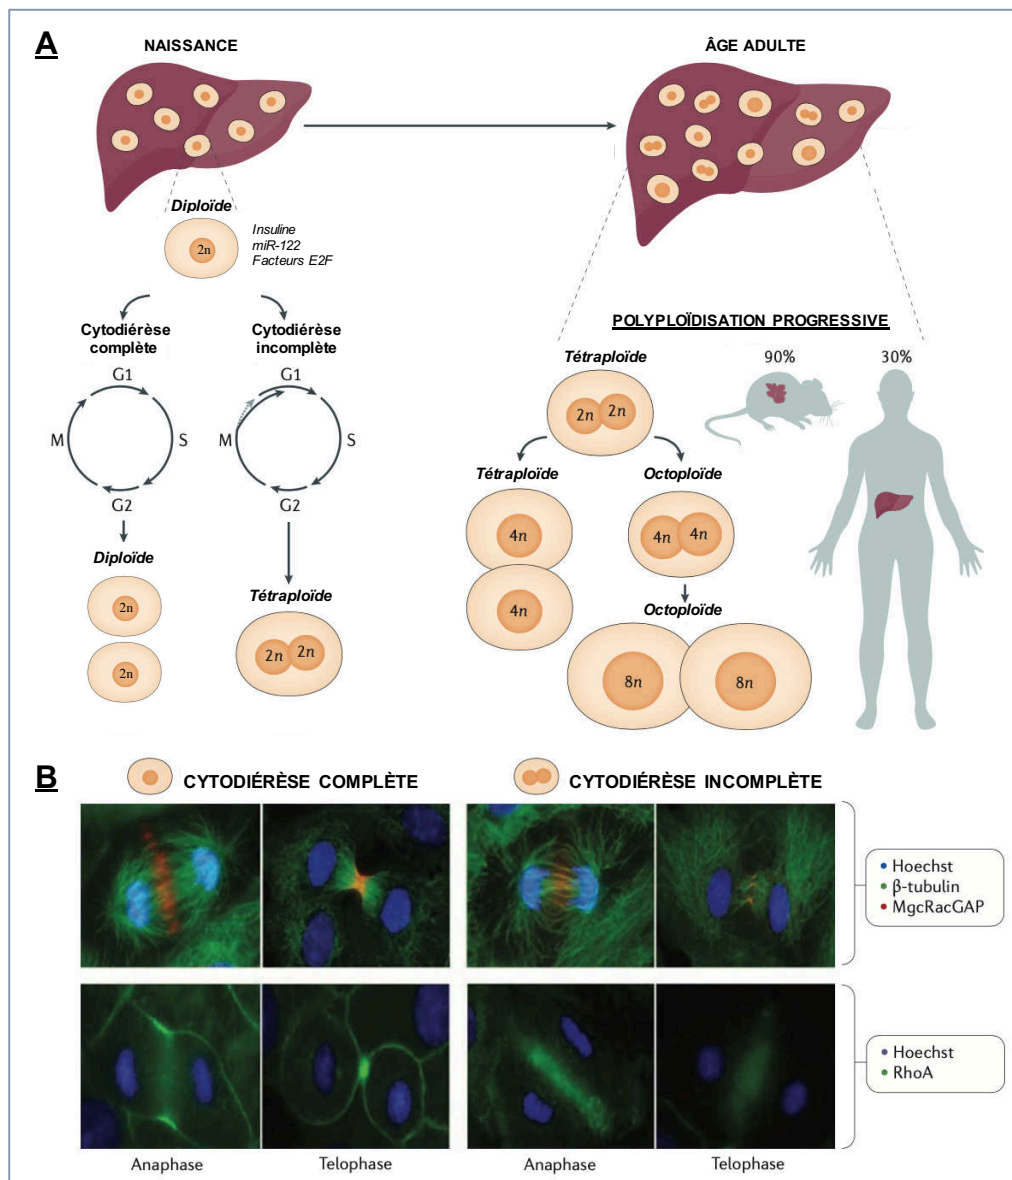 A
NAISSANCE
ÂGE ADULTE
Diploïde
2n
Insuline
miR-122
Facteurs E2F
Cytodiérèse
complète
Cytodiérèse
incomplète
G1
M
S
G2
G1
M
S
G2
Diploïde
2n
2n
Tétraploïde
2n 2n
POLYPLOÏDISATION PROGRESSIVE
Tétraploïde
2n 2n
90%
30%
Tétraploïde
4n
4n
Octoploïde
4n 4n
Octoploïde
8n
8n
B
CYTODIÉRÈSE COMPLÈTE
CYTODIÉRÈSE INCOMPLÈTE
Hoechst
β-tubulin
MgcRacGAP
Hoechst
RhoA
Anaphase
Telophase
Anaphase
Telophase